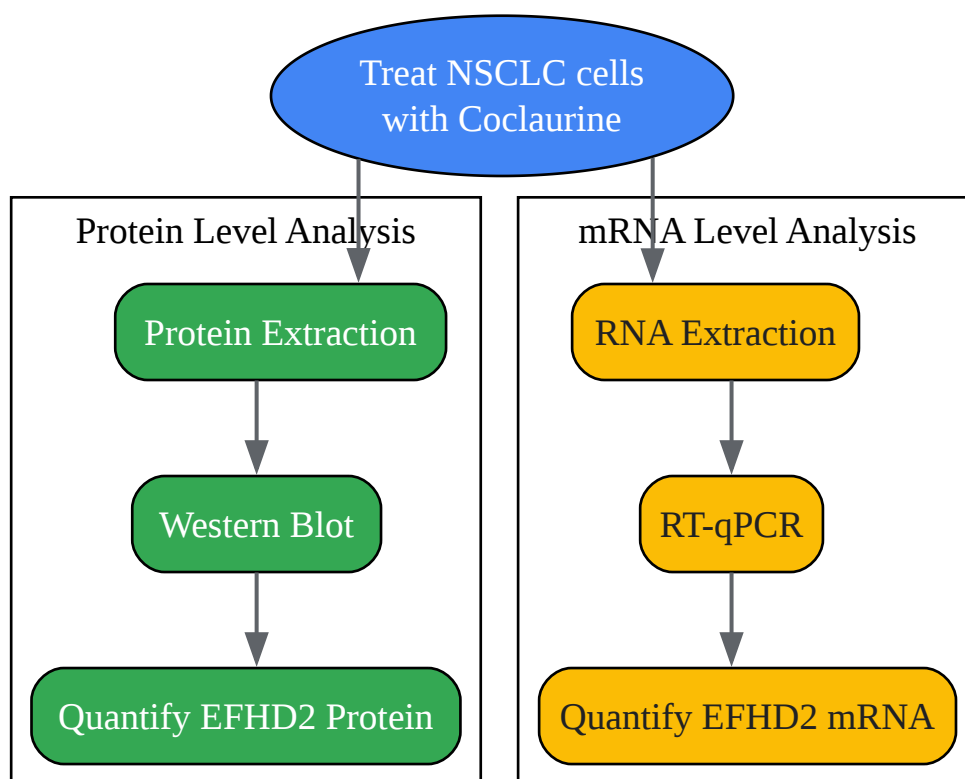 Treat NSCLC cells
with Coclaurine
Protein Level Analysis
Protein Extraction
Western Blot
Quantify EFHD2 Protein
mRNA Level Analysis
RNA Extraction
RT-qPCR
Quantify EFHD2 mRNA